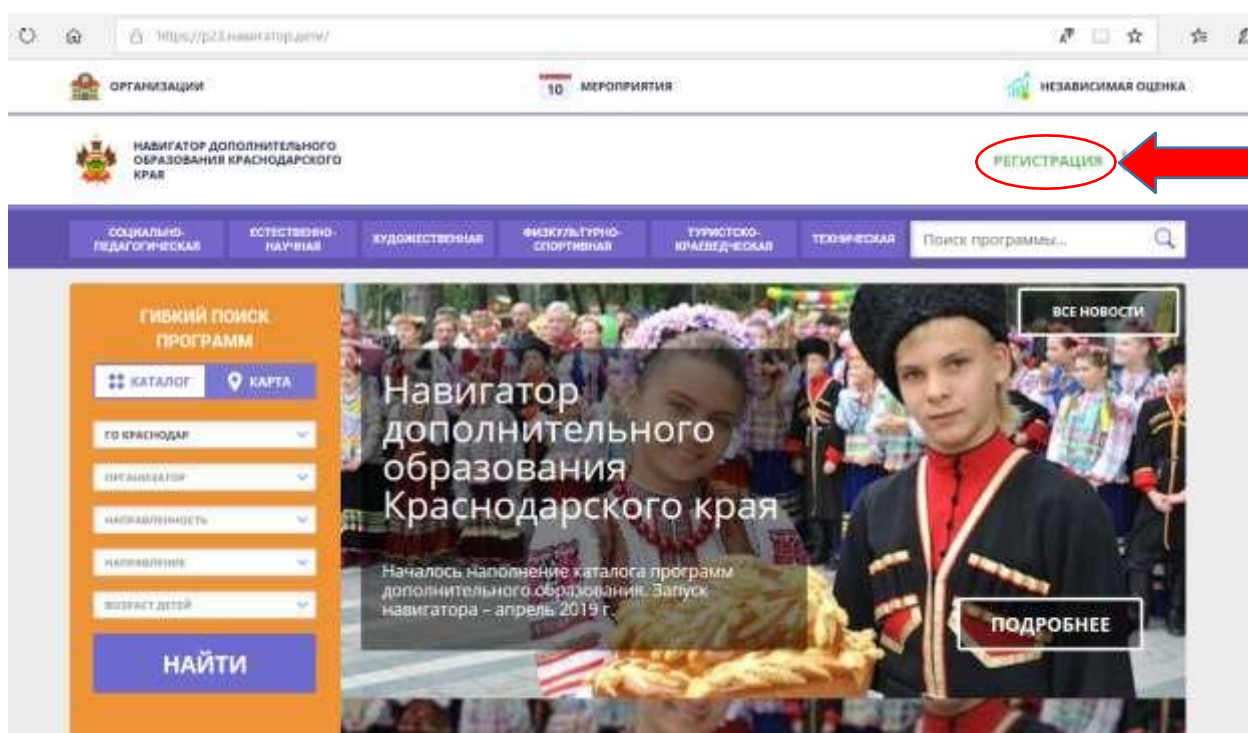 https://р23.навигатор.дети/
ОРГАНИЗАЦИИ
10 МЕРОПРИЯТИЯ
НЕЗАВИСИМАЯ ОЦЕНКА
НАВИГАТОР ДОПОЛНИТЕЛЬНОГО
ОБРАЗОВАНИЯ КРАСНОДАРСКОГО
КРАЯ
РЕГИСТРАЦИЯ
СОЦИАЛЬНО-
ПЕДАГОГИЧЕСКАЯ
ЕСТЕСТВЕННО-
НАУЧНАЯ
ХУДОЖЕСТВЕННАЯ
ФИЗКУЛЬТУРНО-
СПОРТИВНАЯ
ТУРИСТСКО-
КРАЕВЕДЧЕСКАЯ
ТЕХНИЧЕСКАЯ
Поиск программы...
ГИБКИЙ ПОИСК
ПРОГРАММ
КАТАЛОГ
КАРТА
ГО КРАСНОДАР
ОРГАНИЗАТОР
НАПРАВЛЕННОСТЬ
НАПРАВЛЕНИЕ
ВОЗРАСТ ДЕТЕЙ
НАЙТИ
ВСЕ НОВОСТИ
Навигатор
дополнительного
образования
Краснодарского края
Началось наполнение каталога программ
дополнительного образования. Запуск
навигатора – апрель 2019 г.
ПОДРОБНЕЕ